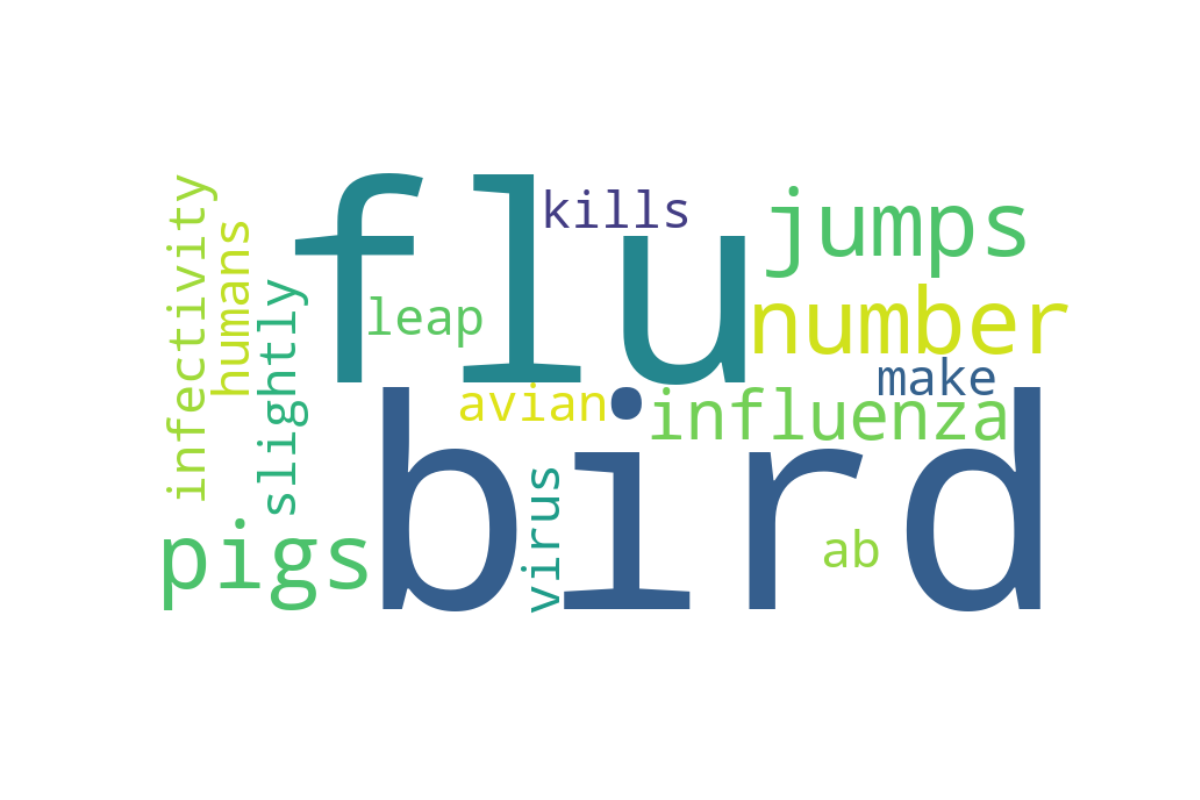 flu
kills
jumps
infectivity
humans
slightly
leap
number
make
avian
influenza
bird
virus
pigs
ab